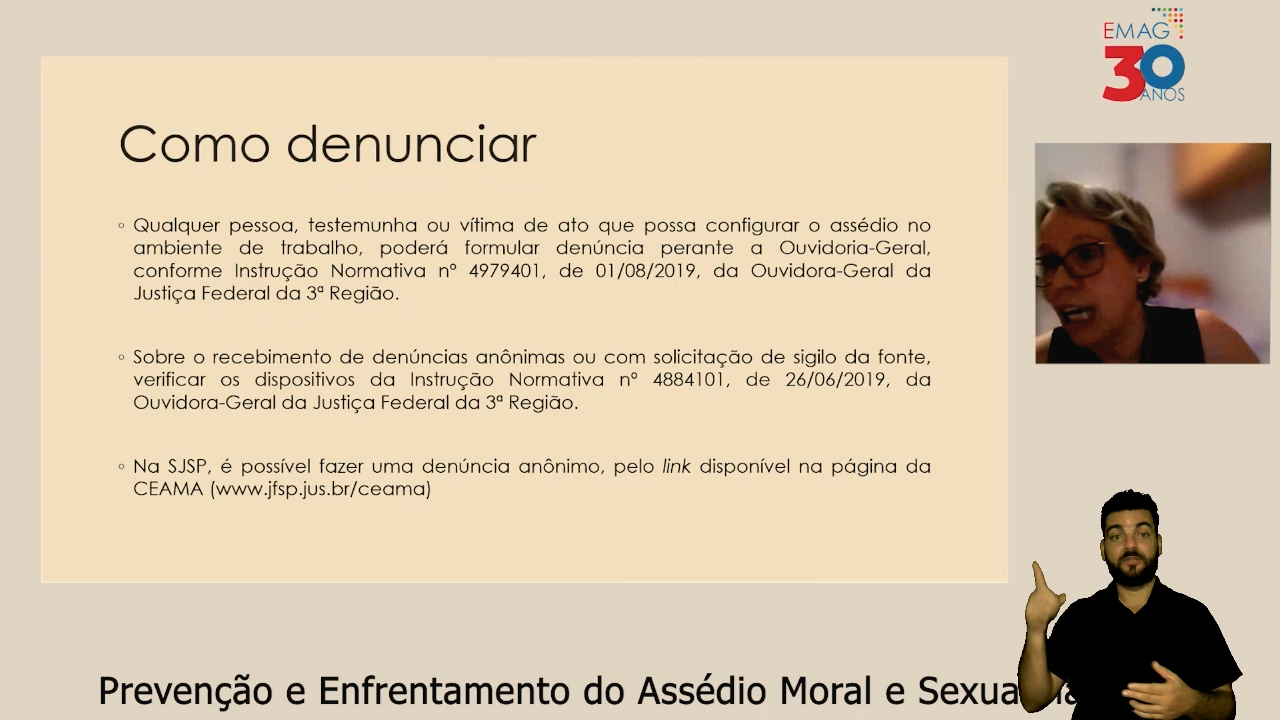 EMAG
30
ANOS
Como denunciar
◦ Qualquer pessoa, testemunha ou vítima de ato que possa configurar o assédio no
ambiente de trabalho, poderá formular denúncia perante a Ouvidoria-Geral,
conforme Instrução Normativa nº 4979401, de 01/08/2019, da Ouvidora-Geral da
Justiça Federal da 3ª Região.
◦ Sobre o recebimento de denúncias anônimas ou com solicitação de sigilo da fonte,
verificar os dispositivos da Instrução Normativa nº 4884101, de 26/06/2019, da
Ouvidora-Geral da Justiça Federal da 3ª Região.
◦ Na SJSP, é possível fazer uma denúncia anônimo, pelo link disponível na página da
CEAMA (www.jfsp.jus.br/ceama)
Prevenção e Enfrentamento do Assédio Moral e